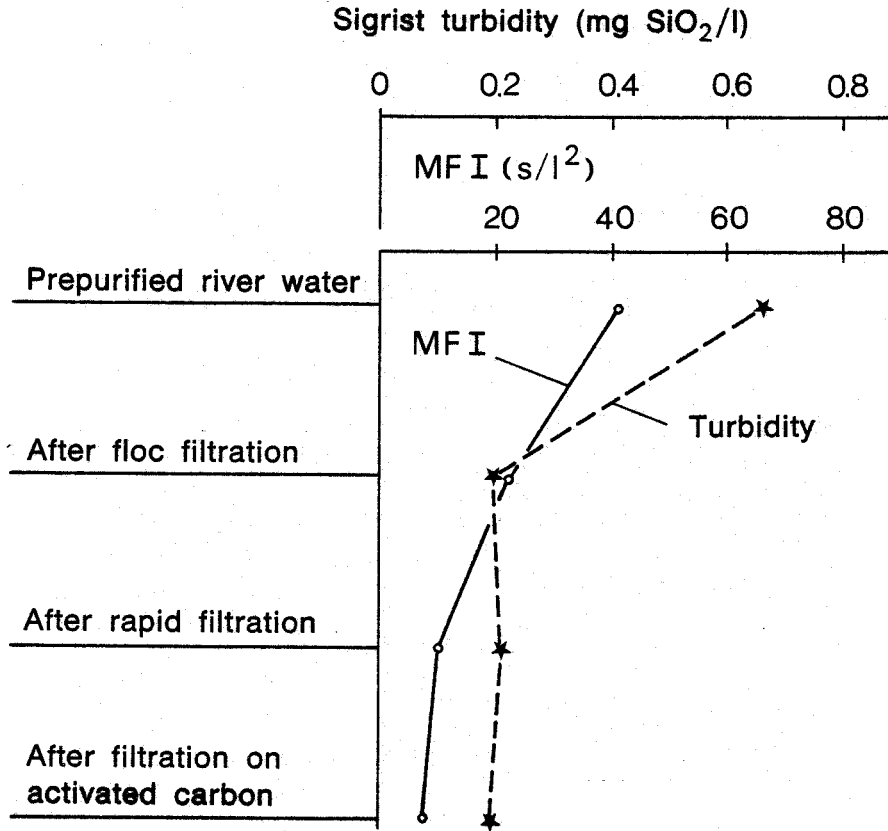 Sigrist turbidity (mg SiO₂/l)
0 0.2 0.4 0.6 0.8
MFI (s/l²)
20 40 60 80
Prepurified river water
MFI
Turbidity
After floc filtration
After rapid filtration
After filtration on
activated carbon